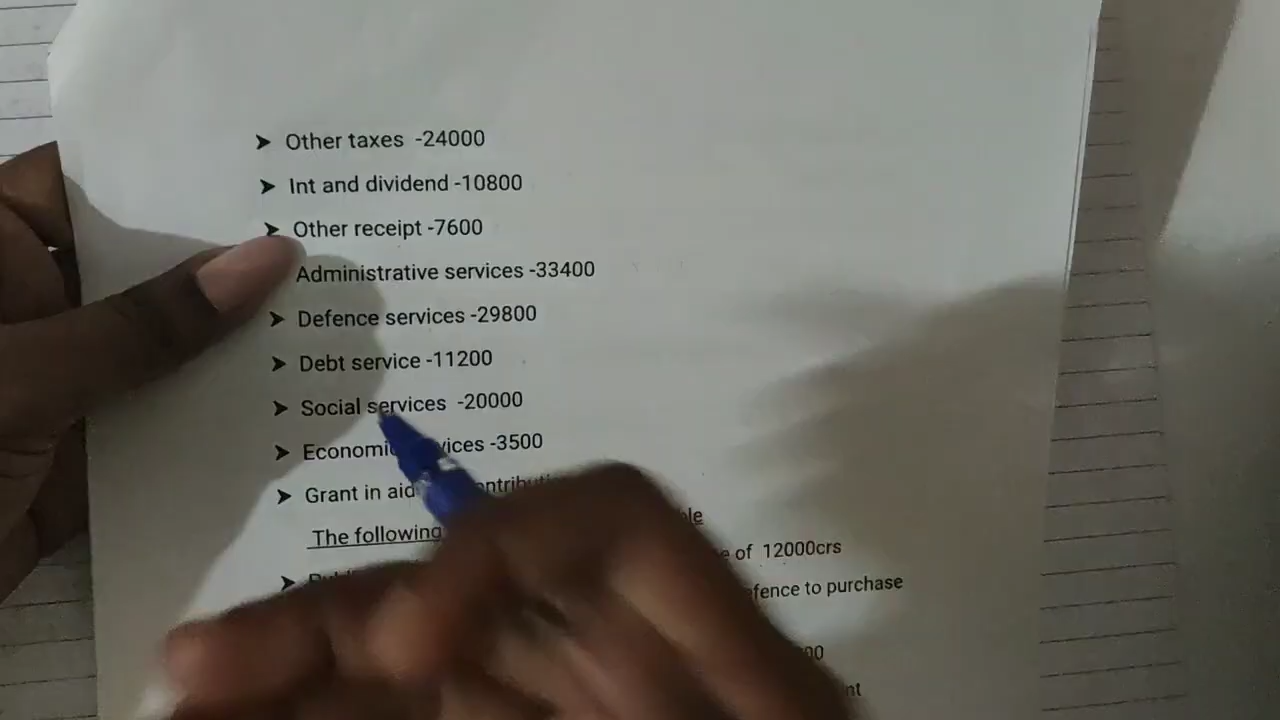 ➤ Other taxes -24000
➤ Int and dividend -10800
➤ Other receipt -7600
Administrative services -33400
➤ Defence services -29800
➤ Debt service -11200
➤ Social services -20000
➤ Economic services -3500
➤ Grant in aid
The following
of 12000crs
to purchase